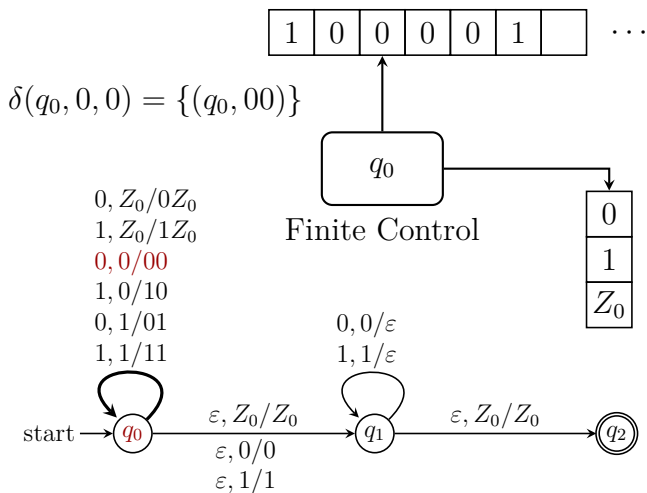 1 0 0 0 0 1 ⋯
δ(q₀, 0, 0) = {(q₀, 00)}
q₀
Finite Control
0
1
Z₀
0, Z₀/0Z₀
1, Z₀/1Z₀
0, 0/00
1, 0/10
0, 1/01
1, 1/11
0, 0/ε
1, 1/ε
start q₀ ε, Z₀/Z₀ q₁ ε, Z₀/Z₀ q₂
ε, 0/0
ε, 1/1